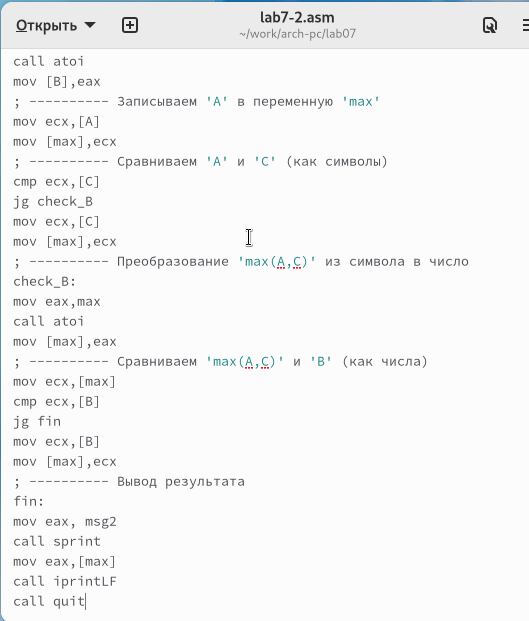 Открыть
lab7-2.asm
~/work/arch-pc/lab07
call atoi
mov [B],eax
; ---------- Записываем 'A' в переменную 'max'
mov ecx,[A]
mov [max],ecx
; ---------- Сравниваем 'A' и 'C' (как символы)
cmp ecx,[C]
jg check_B
mov ecx,[C]
mov [max],ecx
; ---------- Преобразование 'max(A,C)' из символа в число
check_B:
mov eax,max
call atoi
mov [max],eax
; ---------- Сравниваем 'max(A,C)' и 'B' (как числа)
mov ecx,[max]
cmp ecx,[B]
jg fin
mov ecx,[B]
mov [max],ecx
; ---------- Вывод результата
fin:
mov eax, msg2
call sprint
mov eax,[max]
call iprintLF
call quit